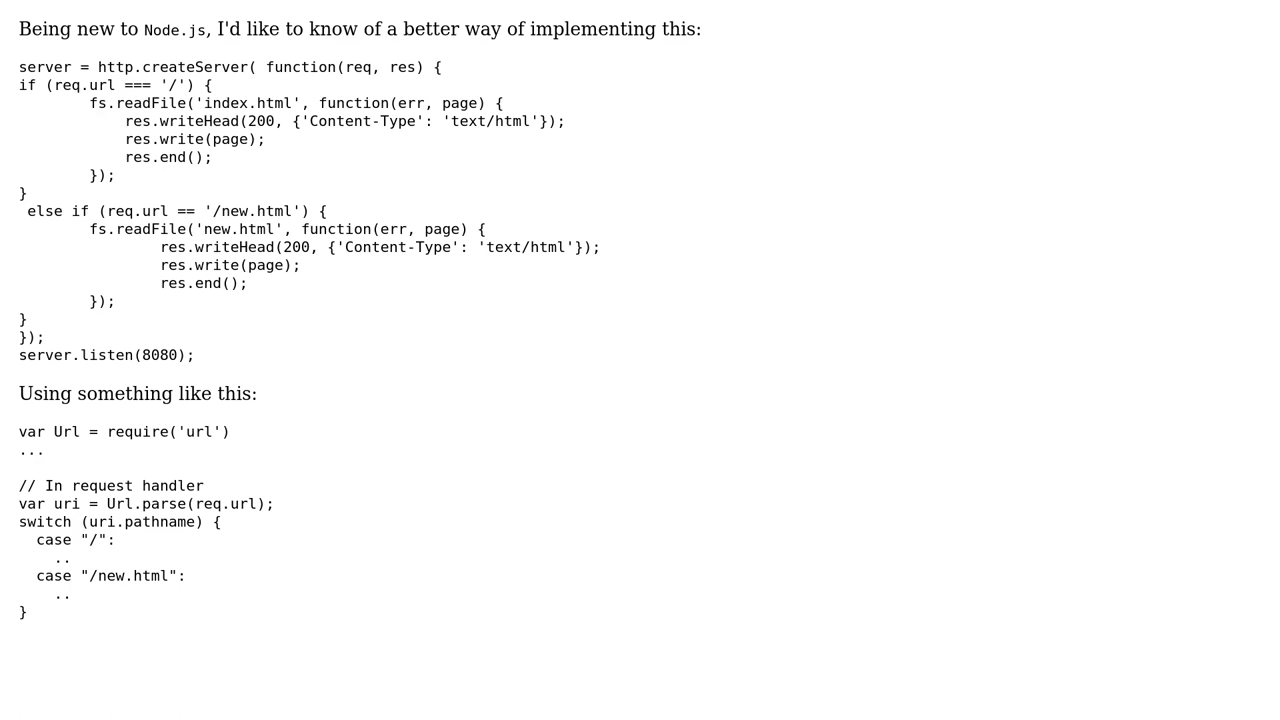 Being new to Node.js, I'd like to know of a better way of implementing this:
server = http.createServer( function(req, res) {
if (req.url === '/') {
        fs.readFile('index.html', function(err, page) {
            res.writeHead(200, {'Content-Type': 'text/html'});
            res.write(page);
            res.end();
        });
}
 else if (req.url == '/new.html') {
        fs.readFile('new.html', function(err, page) {
                res.writeHead(200, {'Content-Type': 'text/html'});
                res.write(page);
                res.end();
        });
}
});
server.listen(8080);
Using something like this:
var Url = require('url')
...
// In request handler
var uri = Url.parse(req.url);
switch (uri.pathname) {
  case "/":
    ..
  case "/new.html":
    ..
}